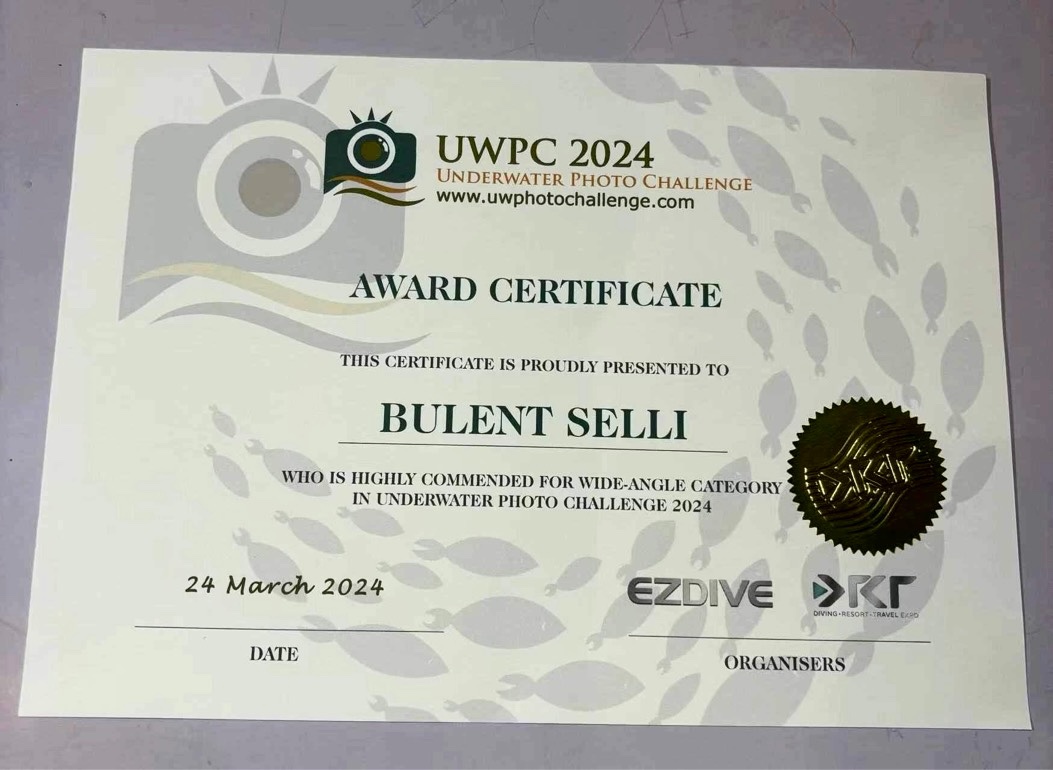 UWPC 2024
UNDERWATER PHOTO CHALLENGE
www.uwphotochallenge.com
AWARD CERTIFICATE
THIS CERTIFICATE IS PROUDLY PRESENTED TO
BULENT SELLI
WHO IS HIGHLY COMMENDED FOR WIDE-ANGLE CATEGORY
IN UNDERWATER PHOTO CHALLENGE 2024
24 March 2024
EZDIVE
DRT
DIVING • RESORT • TRAVEL EXPO
DATE
ORGANISERS